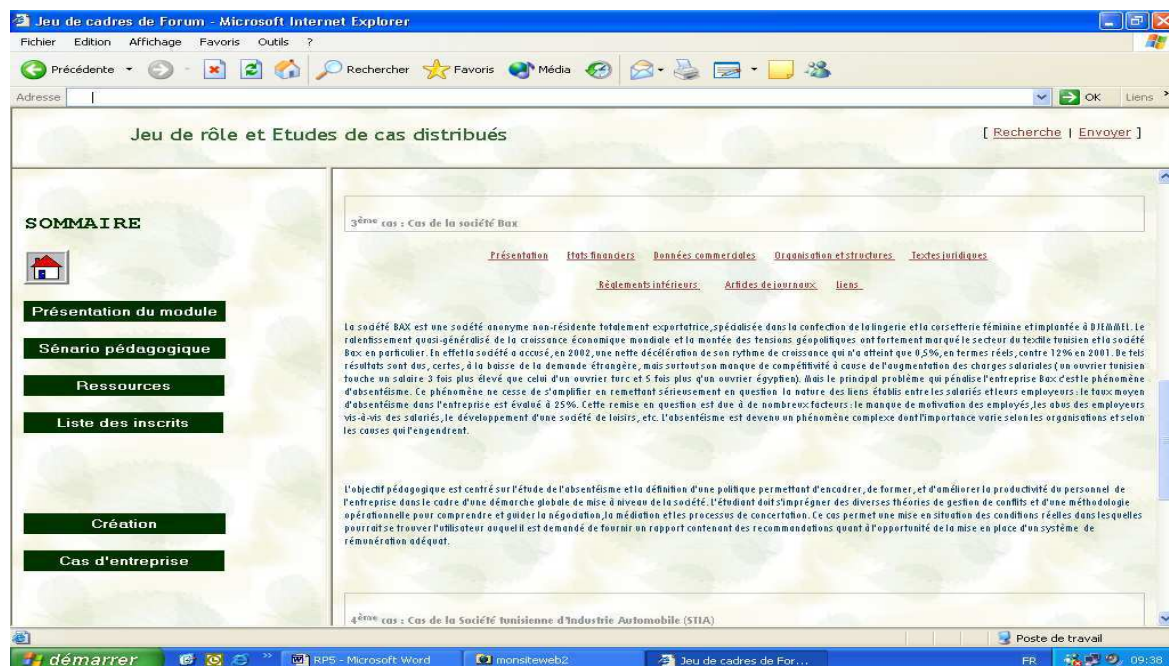 Jeu de cadres de Forum - Microsoft Internet Explorer
Fichier Edition Affichage Favoris Outils ?
Précédente Rechercher Favoris Média
Adresse OK Liens »
Jeu de rôle et Etudes de cas distribués [ Recherche | Envoyer ]
SOMMAIRE
Présentation du module
Sénario pédagogique
Ressources
Liste des inscrits
Création
Cas d'entreprise
3ème cas : Cas de la société Bax
Présentation Etats financiers Données commerciales Organisation et structures Textes juridiques
Règlements intérieurs Articles de journaux liens
La société BAX est une société anonyme non-résidente totalement exportatrice, spécialisée dans la confection de la lingerie et la corsetterie féminine et implantée à DJEMMEL. Le
ralentissement quasi-généralisé de la croissance économique mondiale et la montée des tensions géopolitiques ont fortement marqué le secteur du textile tunisien et la société
Bax en particulier. En effet la société a accusé, en 2002, une nette décélération de son rythme de croissance qui n'a atteint que 0,5%, en termes réels, contre 12% en 2001. De tels
résultats sont dus, certes, à la baisse de la demande étrangère, mais surtout son manque de compétitivité à cause de l'augmentation des charges salariales (un ouvrier tunisien
touche un salaire 3 fois plus élevé que celui d'un ouvrier turc et 5 fois plus q'un ouvrier égyptien). Mais le principal problème qui pénalise l'entreprise Bax c'est le phénomène
d'absentéisme. Ce phénomène ne cesse de s'amplifier en remettant sérieusement en question la nature des liens établis entre les salariés et leurs employeurs : le taux moyen
d'absentéisme dans l'entreprise est évalué à 25%. Cette remise en question est due à de nombreux facteurs : le manque de motivation des employés, les abus des employeurs
vis-à-vis des salariés, le développement d'une société de loisirs, etc. L'absentéisme est devenu un phénomène complexe dont l'importance varie selon les organisations et selon
les causes qui l'engendrent.
L'objectif pédagogique est centré sur l'étude de l'absentéisme et la définition d'une politique permettant d'encadrer, de former, et d'améliorer la productivité du personnel de
l'entreprise dans le cadre d'une démarche globale de mise à niveau de la société. L'étudiant doit s'imprégner des diverses théories de gestion de conflits et d'une méthodologie
opérationnelle pour comprendre et guider la négociation, la médiation et les processus de concertation. Ce cas permet une mise en situation des conditions réelles dans lesquelles
pourrait se trouver l'utilisateur auquel il est demandé de fournir un rapport contenant des recommandations quant à l'opportunité de la mise en place d'un système de
rémunération adéquat.
4ème cas : Cas de la Société tunisienne d'Industrie Automobile (STIA)
Poste de travail
démarrer » RP5 - Microsoft Word monsiteweb2 Jeu de cadres de For... FR 09:38